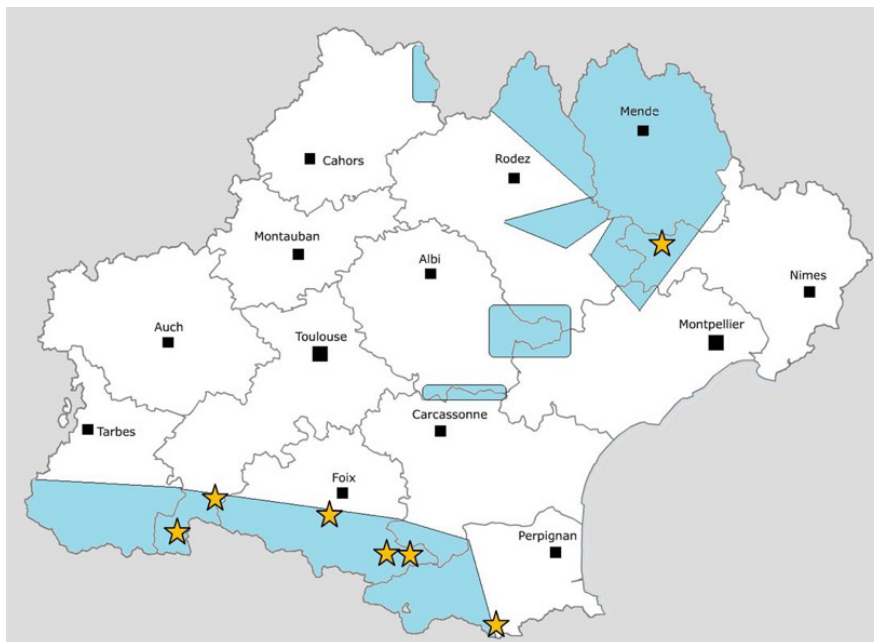 Mende
Cahors
Rodez
Montauban
Albi
Nimes
Auch
Toulouse
Montpellier
Carcassonne
Tarbes
Foix
Perpignan